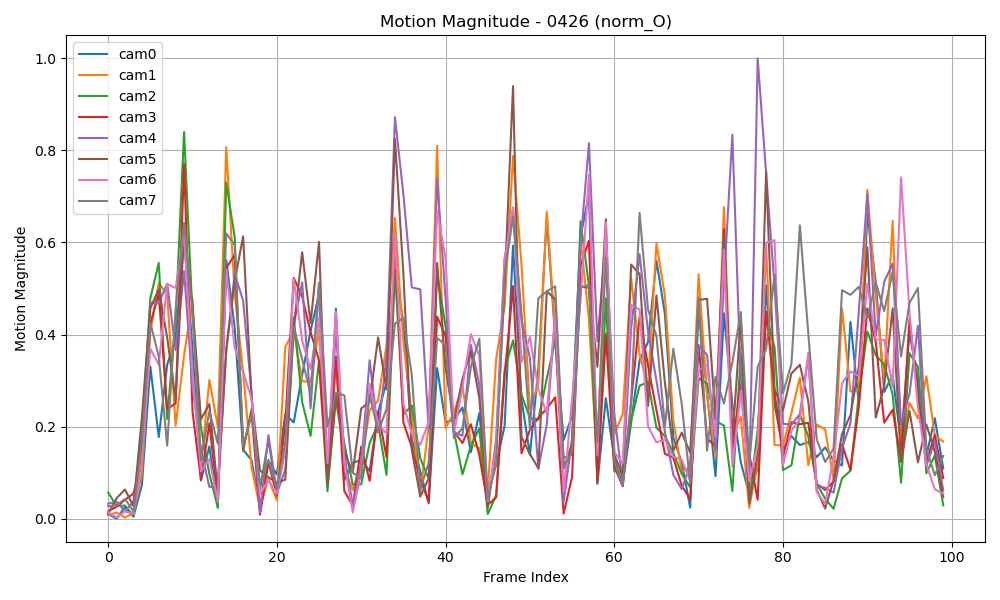 Motion Magnitude - 0426 (norm_O)
Motion Magnitude
1.0
0.8
0.6
0.4
0.2
0.0
cam0
cam1
cam2
cam3
cam4
cam5
cam6
cam7
0 20 40 60 80 100
Frame Index